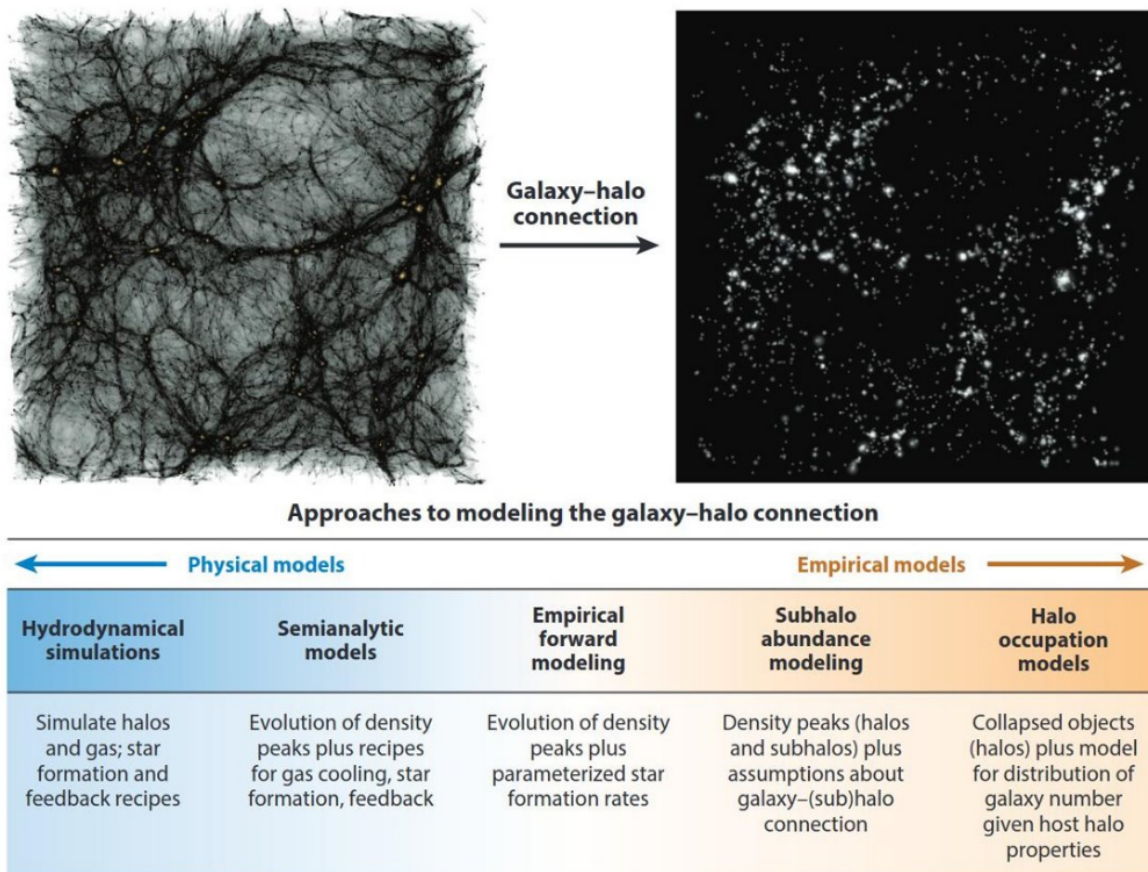 Galaxy–halo
connection
Approaches to modeling the galaxy–halo connection
Physical models
Empirical models
Hydrodynamical
simulations
Semianalytic
models
Empirical
forward
modeling
Subhalo
abundance
modeling
Halo
occupation
models
Simulate halos
and gas; star
formation and
feedback recipes
Evolution of density
peaks plus recipes
for gas cooling, star
formation, feedback
Evolution of density
peaks plus
parameterized star
formation rates
Density peaks (halos
and subhalos) plus
assumptions about
galaxy–(sub)halo
connection
Collapsed objects
(halos) plus model
for distribution of
galaxy number
given host halo
properties